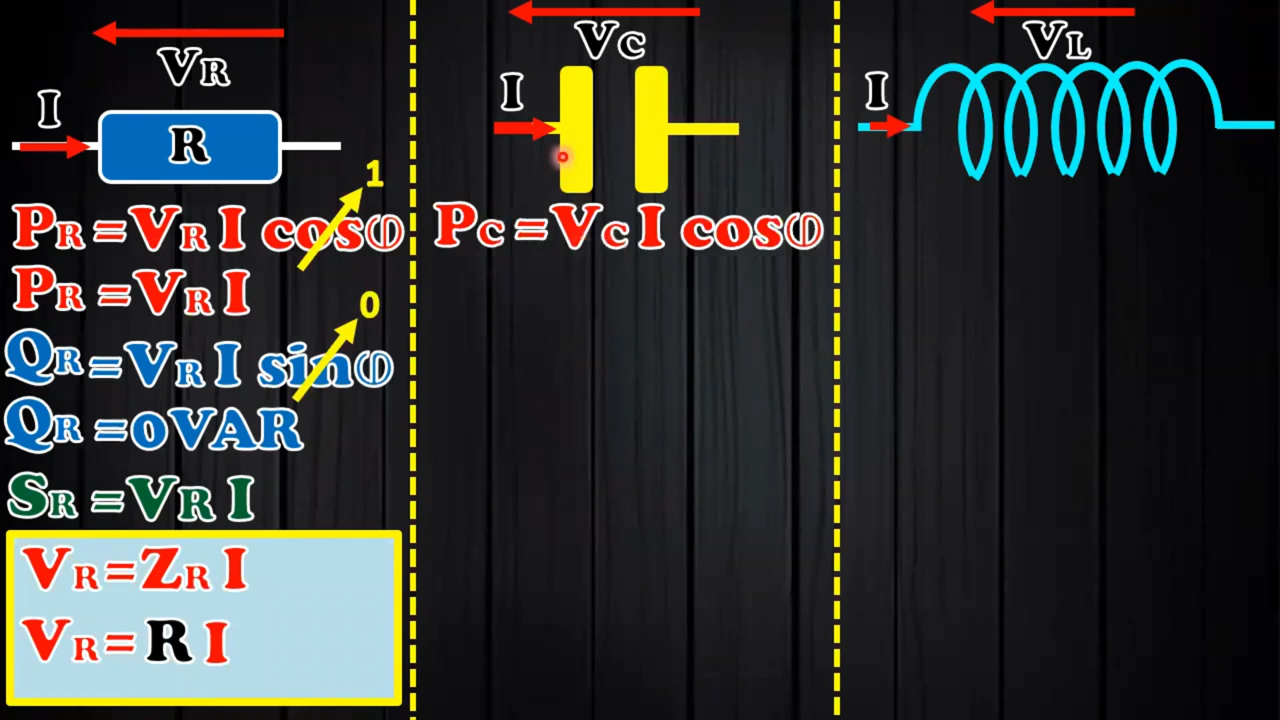 VR
I
R
1
PR =VR I cosφ
PR =VR I
0
QR =VR I sinφ
QR =0VAR
SR =VR I
VR=ZR I
VR= R I
VC
I
PC =VC I cosφ
VL
I